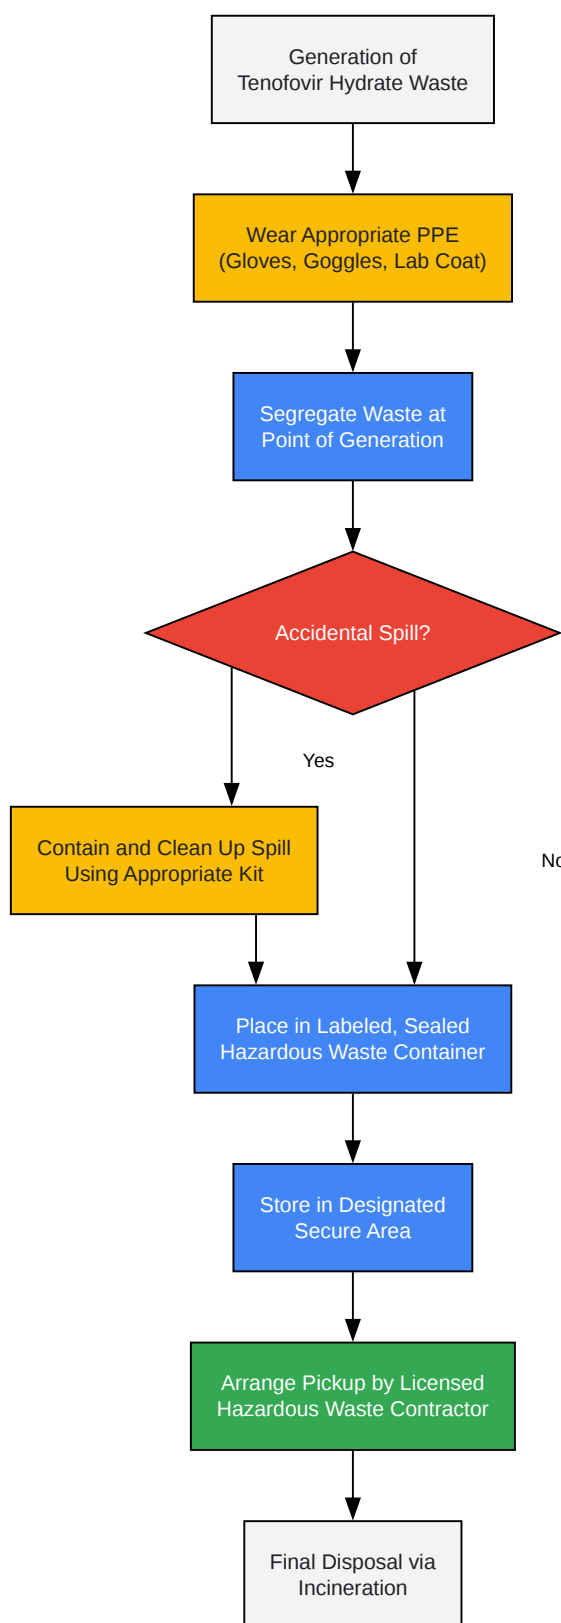 Generation of
Tenofovir Hydrate Waste
Wear Appropriate PPE
(Gloves, Goggles, Lab Coat)
Segregate Waste at
Point of Generation
Accidental Spill?
Yes
Contain and Clean Up Spill
Using Appropriate Kit
No
Place in Labeled, Sealed
Hazardous Waste Container
Store in Designated
Secure Area
Arrange Pickup by Licensed
Hazardous Waste Contractor
Final Disposal via
Incineration